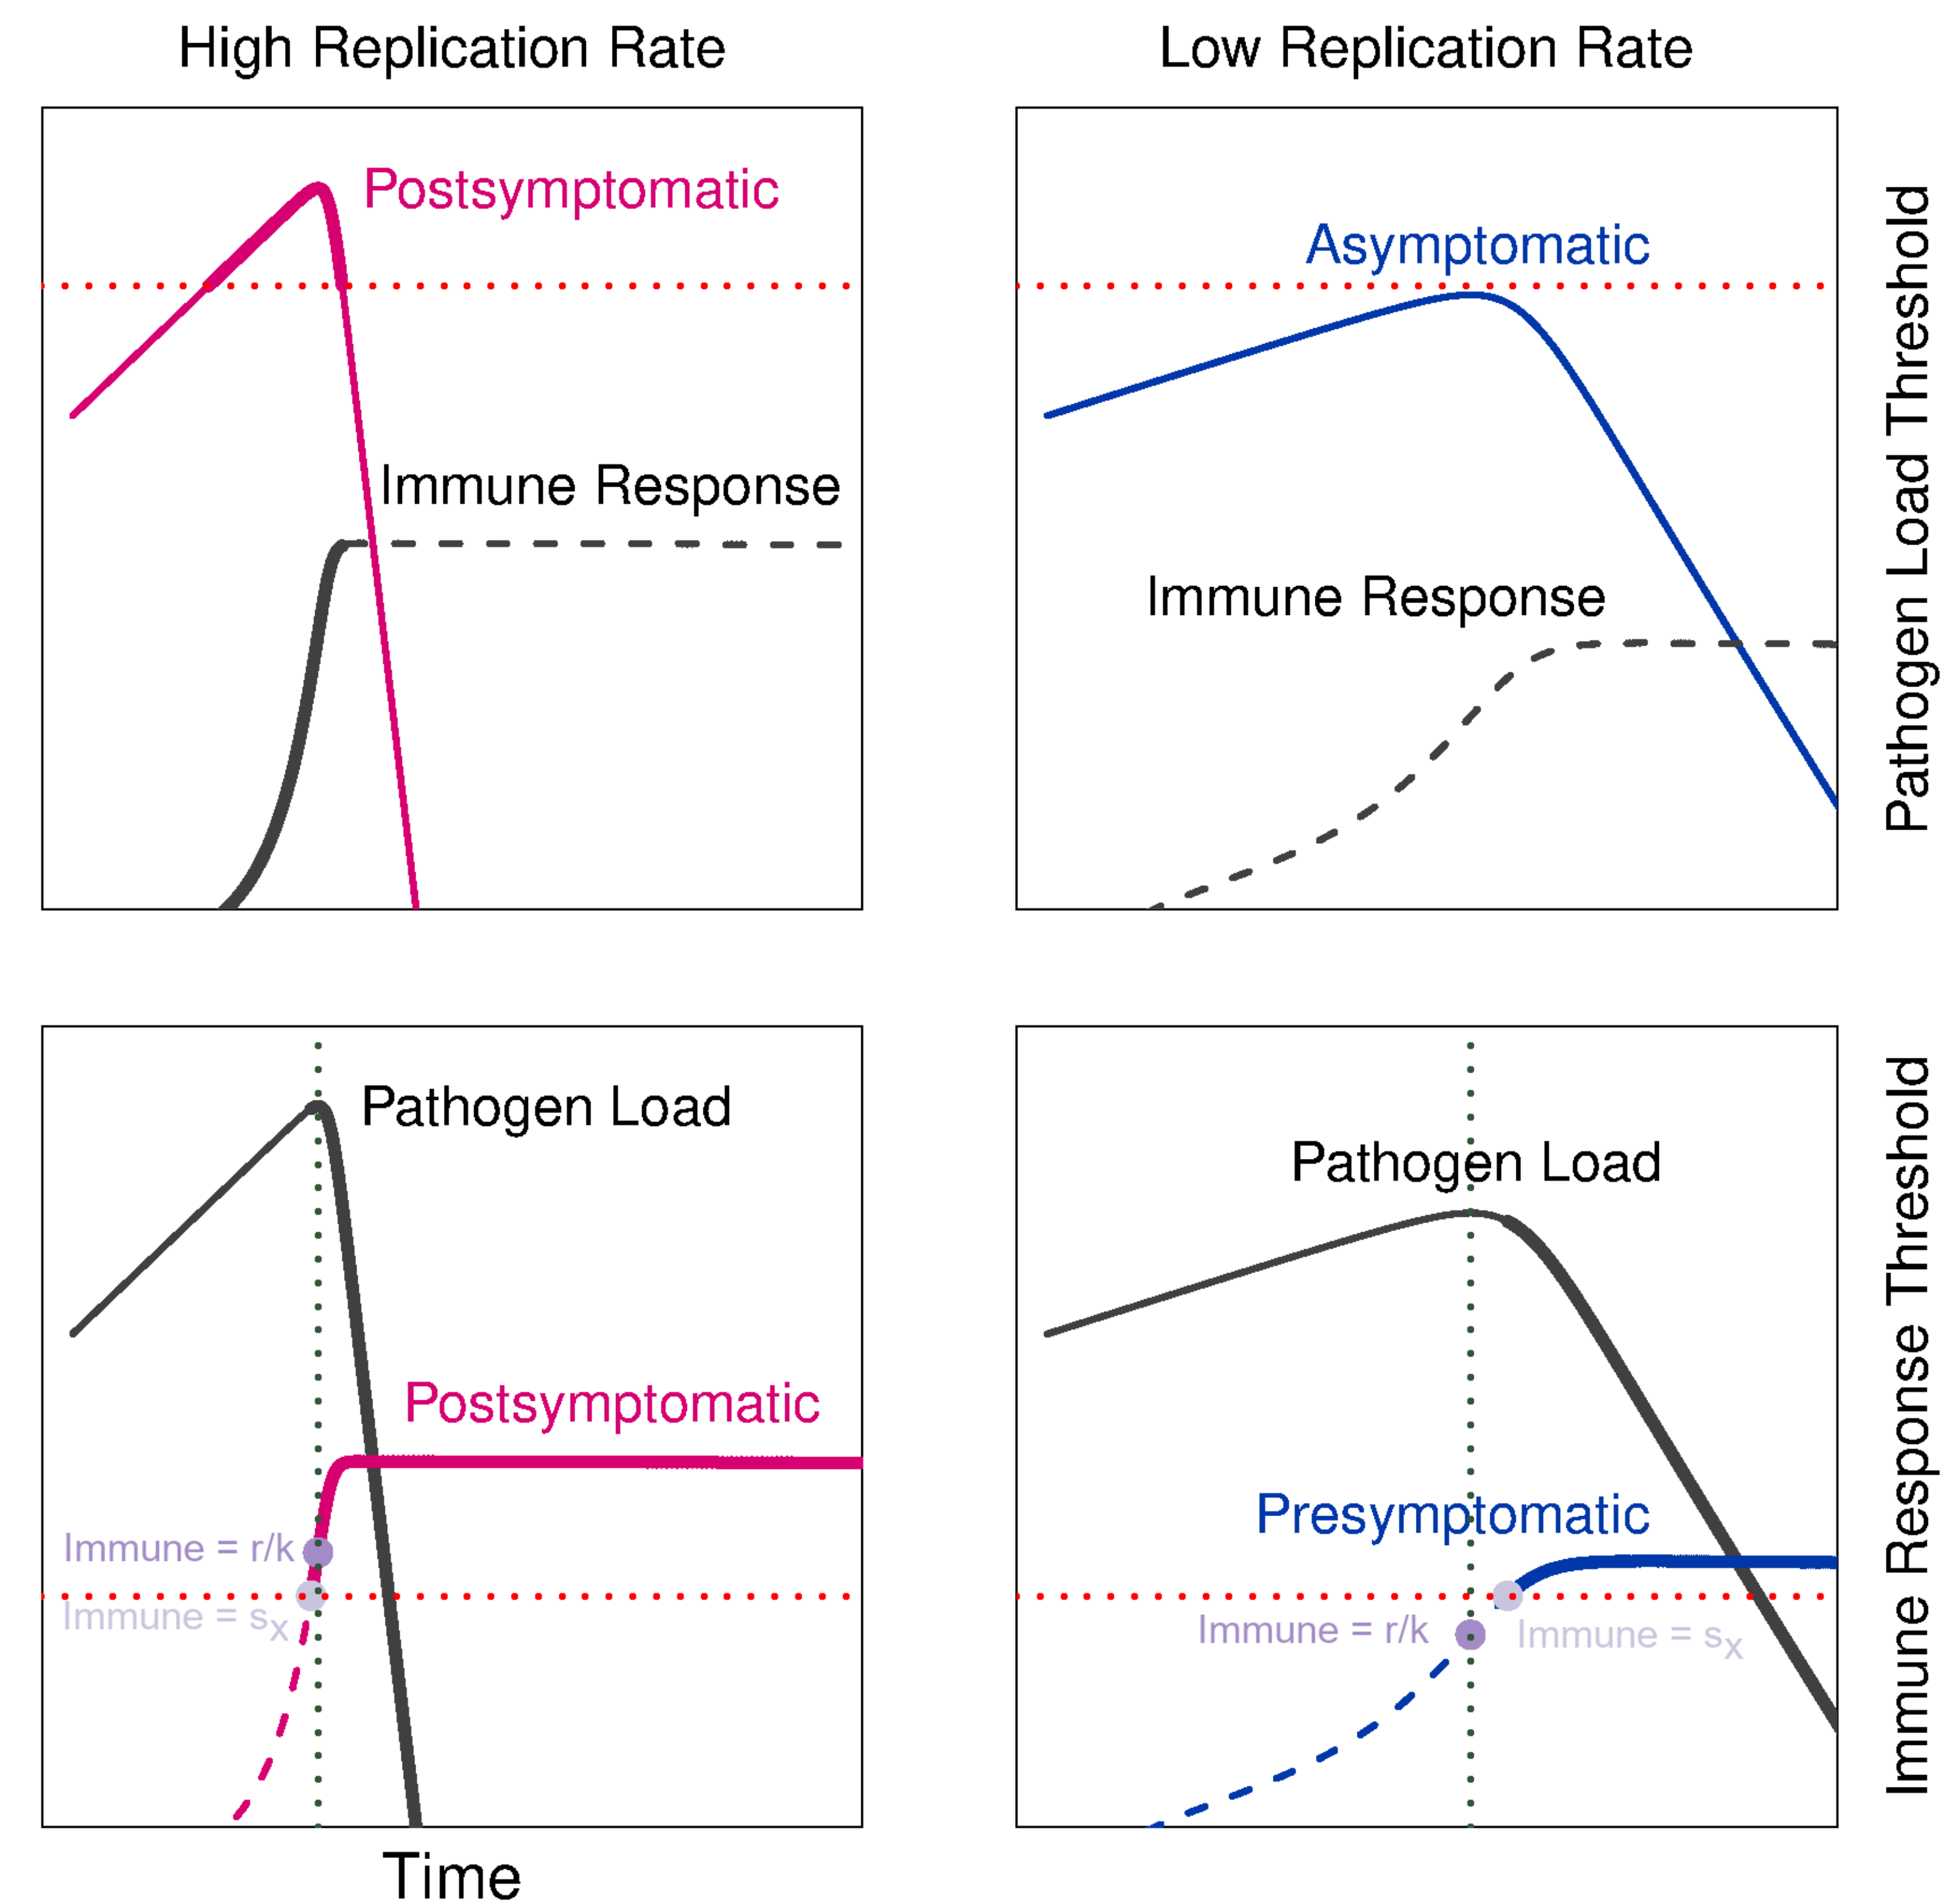 High Replication Rate
Low Replication Rate
Postsymptomatic
Immune Response
Asymptomatic
Immune Response
Pathogen Load Threshold
Pathogen Load
Postsymptomatic
Immune = r/k
Immune = sx
Pathogen Load
Presymptomatic
Immune = r/k
Immune = sx
Immune Response Threshold
Time